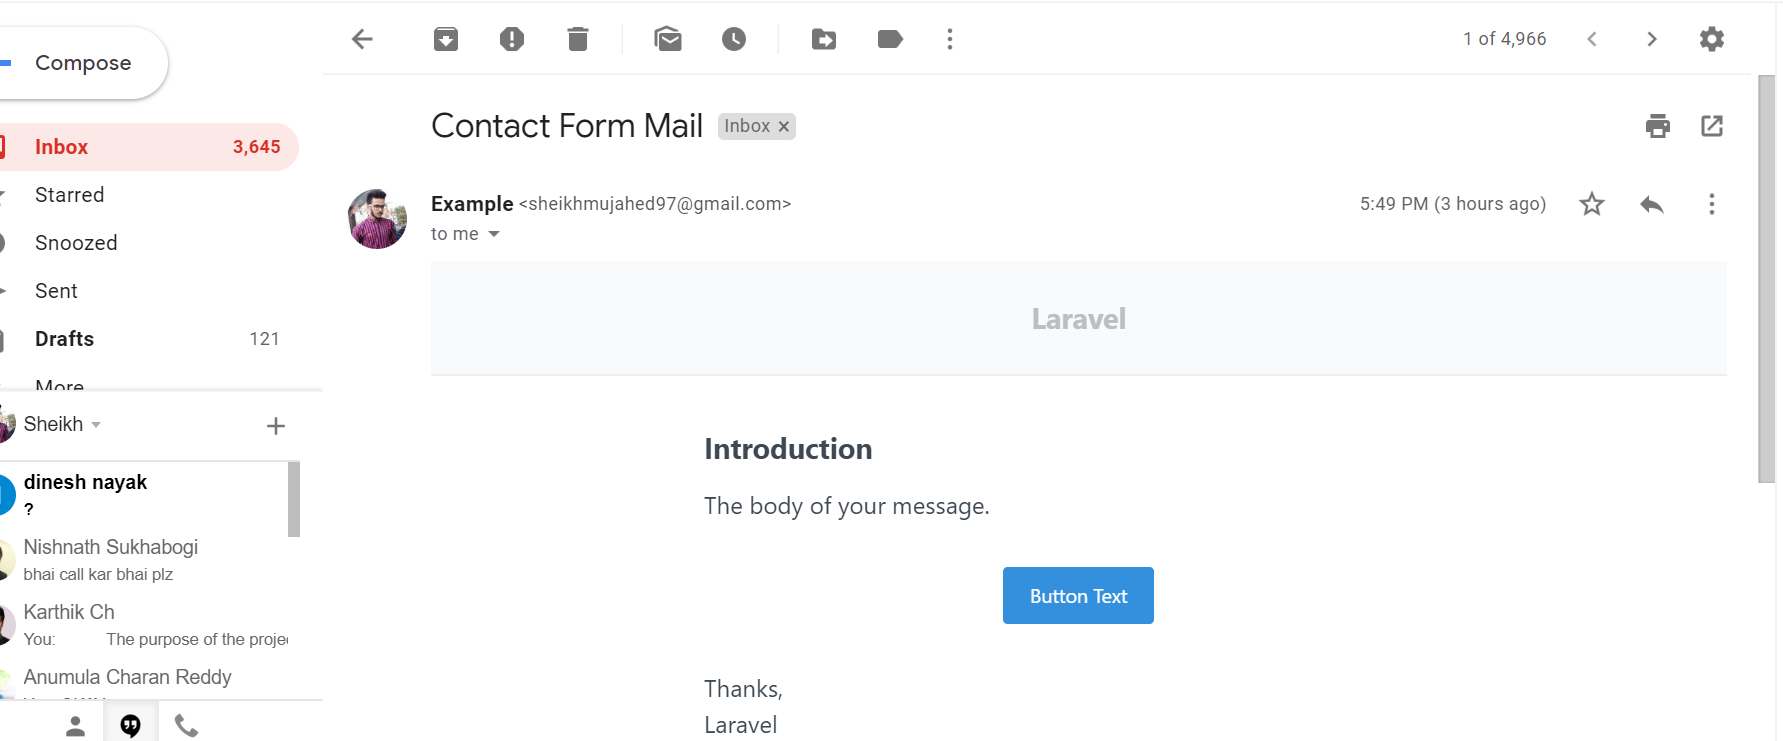 Compose
1 of 4,966
Inbox 3,645
Starred
Snoozed
Sent
Drafts 121
More
Sheikh
dinesh nayak
?
Nishnath Sukhabogi
bhai call kar bhai plz
Karthik Ch
You: The purpose of the proje
Anumula Charan Reddy
Contact Form Mail Inbox x
Example <sheikhmujahed97@gmail.com> 5:49 PM (3 hours ago)
to me
Laravel
Introduction
The body of your message.
Button Text
Thanks,
Laravel